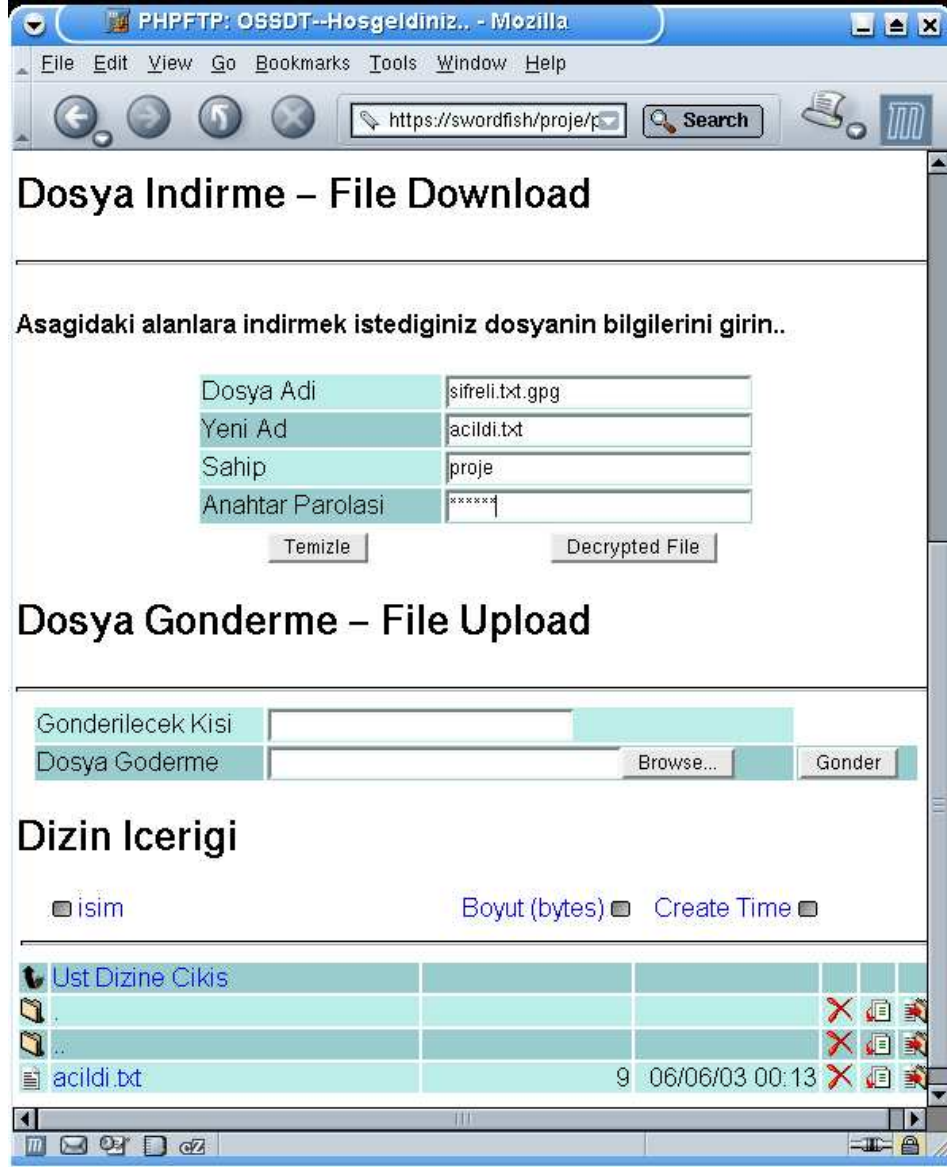 PHPFTP: OSSDT--Hosgeldiniz.. - Mozilla
File Edit View Go Bookmarks Tools Window Help
https://swordfish/proje/p
Search
Dosya Indirme – File Download
Asagidaki alanlara indirmek istediginiz dosyanin bilgilerini girin..
Dosya Adi sifreli.txt.gpg
Yeni Ad acildi.txt
Sahip proje
Anahtar Parolasi ******
Temizle Decrypted File
Dosya Gonderme – File Upload
Gonderilecek Kisi
Dosya Goderme Browse... Gonder
Dizin Icerigi
isim Boyut (bytes) Create Time
Ust Dizine Cikis
.
..
acildi.txt 9 06/06/03 00:13